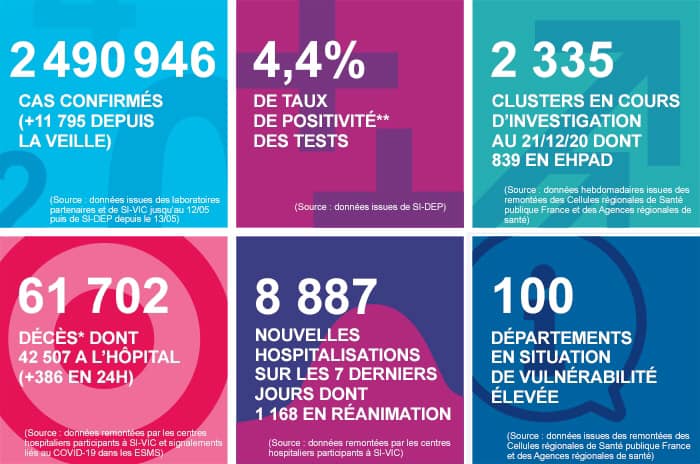 2 490 946
CAS CONFIRMÉS
(+11 795 DEPUIS
LA VEILLE)
(Source : données issues des laboratoires
partenaires et de SI-VIC jusqu'au 12/05
puis de SI-DEP depuis le 13/05)
4,4%
DE TAUX
DE POSITIVITÉ**
DES TESTS
(Source : données issues de SI-DEP)
2 335
CLUSTERS EN COURS
D'INVESTIGATION
AU 21/12/20 DONT
839 EN EHPAD
(Source : données hebdomadaires issues des
remontées des Cellules régionales de Santé
publique France et des Agences régionales de
santé)
61 702
DÉCÈS* DONT
42 507 A L'HÔPITAL
(+386 EN 24H)
(Source : données remontées par les centres
hospitaliers participants à SI-VIC et signalements
liés au COVID-19 dans les ESMS)
8 887
NOUVELLES
HOSPITALISATIONS
SUR LES 7 DERNIERS
JOURS DONT
1 168 EN RÉANIMATION
(Source : données remontées par les centres
hospitaliers participants à SI-VIC)
100
DÉPARTEMENTS
EN SITUATION
DE VULNÉRABILITÉ
ÉLEVÉE
(Source : données issues des remontées des
Cellules régionales de Santé publique France
et des Agences régionales de santé)